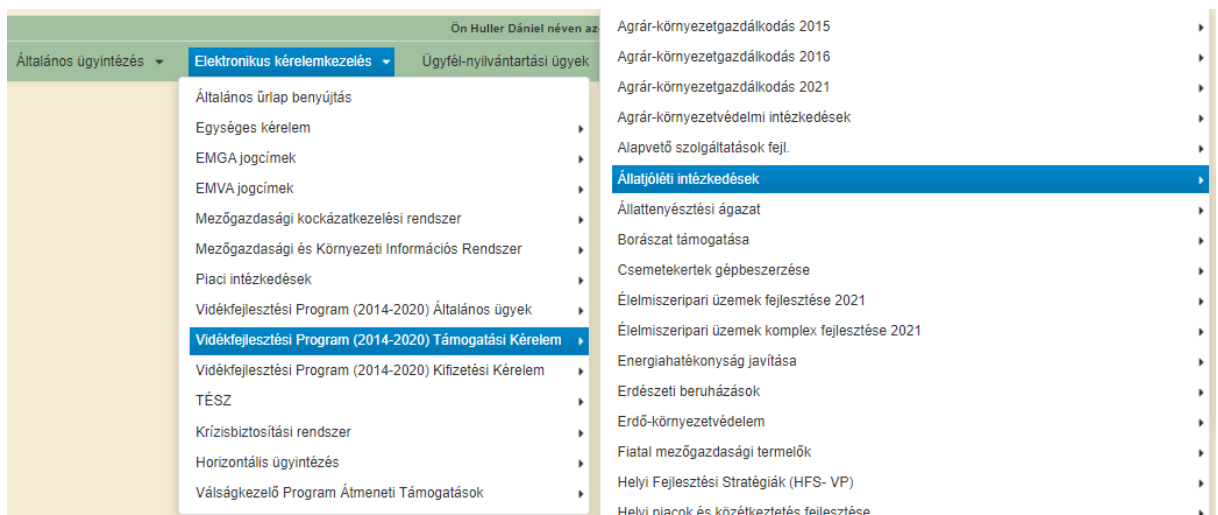 Ön Huller Dániel néven
Általános ügyintézés
Elektronikus kérelemkezelés
Ügyfél-nyilvántartási ügyek
Általános űrlap benyújtás
Egységes kérelem
EMGA jogcímek
EMVA jogcímek
Mezőgazdasági kockázatkezelési rendszer
Mezőgazdasági és Környezeti Információs Rendszer
Piaci intézkedések
Vidékfejlesztési Program (2014-2020) Általános ügyek
Vidékfejlesztési Program (2014-2020) Támogatási Kérelem
Vidékfejlesztési Program (2014-2020) Kifizetési Kérelem
TÉSZ
Krízisbiztosítási rendszer
Horizontális ügyintézés
Válságkezelő Program Átmeneti Támogatások
Agrár-környezetgazdálkodás 2015
Agrár-környezetgazdálkodás 2016
Agrár-környezetgazdálkodás 2021
Agrár-környezetvédelmi intézkedések
Alapvető szolgáltatások fejl.
Állatjóléti intézkedések
Állattenyésztési ágazat
Borászat támogatása
Csemetekertek gépbeszerzése
Élelmiszeripari üzemek fejlesztése 2021
Élelmiszeripari üzemek komplex fejlesztése 2021
Energiahatékonyság javítása
Erdészeti beruházások
Erdő-környezetvédelem
Fiatal mezőgazdasági termelők
Helyi Fejlesztési Stratégiák (HFS- VP)
Helyi piacok és közétkeztetés fejlesztése